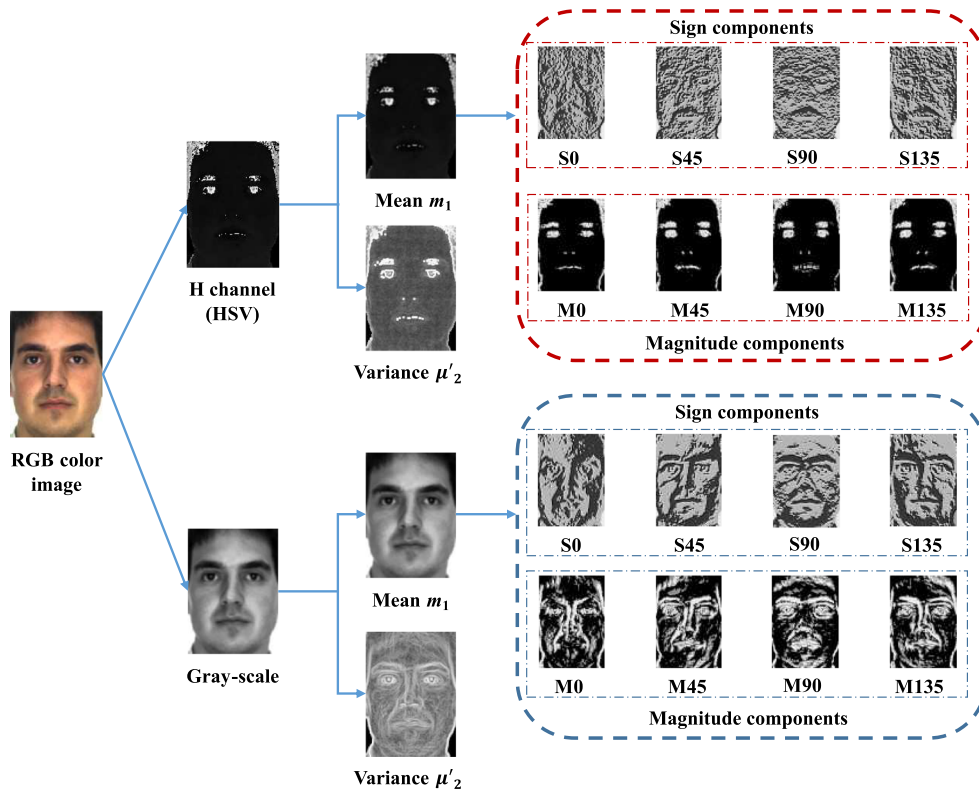 Sign components
S0 S45 S90 S135
Mean m₁
M0 M45 M90 M135
Magnitude components
H channel
(HSV)
Variance μ′₂
RGB color
image
Sign components
S0 S45 S90 S135
Mean m₁
M0 M45 M90 M135
Magnitude components
Gray-scale
Variance μ′₂